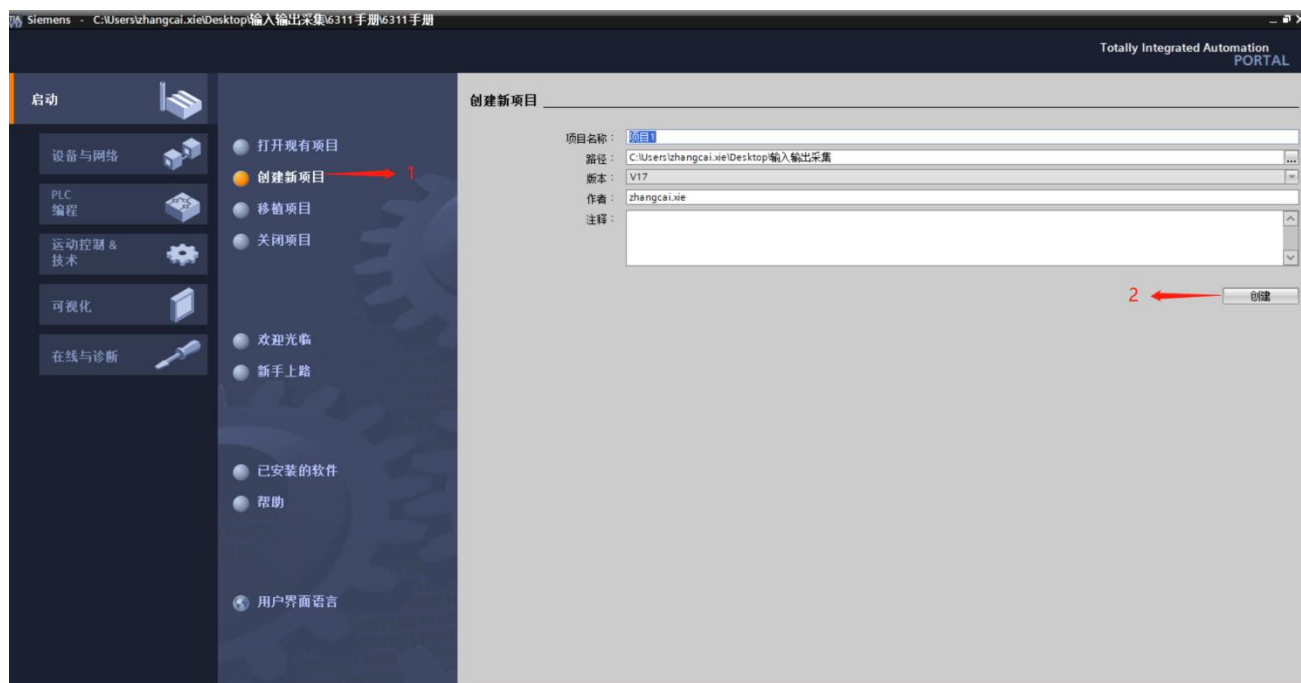 Siemens - C:\Users\zhangcai.xie\Desktop\输入输出采集\6311手册\6311手册
Totally Integrated Automation
PORTAL
启动
设备与网络
PLC
编程
运动控制 &
技术
可视化
在线与诊断
打开现有项目
创建新项目
1
移植项目
关闭项目
欢迎光临
新手上路
已安装的软件
帮助
用户界面语言
创建新项目
项目名称: 项目1
路径: C:\Users\zhangcai.xie\Desktop\输入输出采集
...
版本: V17
作者: zhangcai.xie
注释:
2
创建